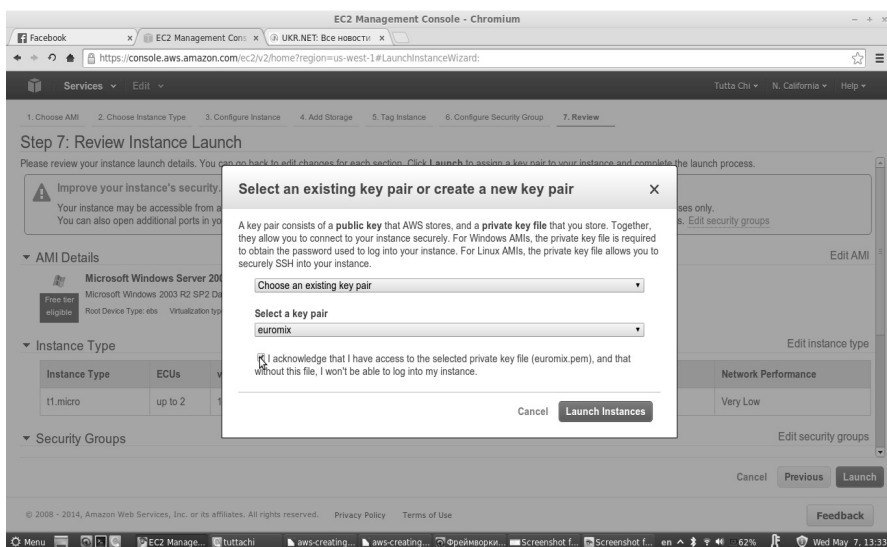 EC2 Management Console - Chromium
Facebook
EC2 Management Cons
UKR.NET: Все новости
https://console.aws.amazon.com/ec2/v2/home?region=us-west-1#LaunchInstanceWizard:
Services
Edit
Tutta Chi
N. California
Help
1. Choose AMI
2. Choose Instance Type
3. Configure Instance
4. Add Storage
5. Tag Instance
6. Configure Security Group
7. Review
Step 7: Review Instance Launch
Please review your instance launch details. You can go back to edit changes for each section. Click Launch to assign a key pair to your instance and complete the launch process.
Improve your instance's security.
Your instance may be accessible from a
ses only.
You can also open additional ports in yo
s. Edit security groups
Select an existing key pair or create a new key pair
A key pair consists of a public key that AWS stores, and a private key file that you store. Together,
they allow you to connect to your instance securely. For Windows AMIs, the private key file is required
to obtain the password used to log into your instance. For Linux AMIs, the private key file allows you to
securely SSH into your instance.
Choose an existing key pair
Select a key pair
euromix
I acknowledge that I have access to the selected private key file (euromix.pem), and that
without this file, I won't be able to log into my instance.
Cancel
Launch Instances
AMI Details
Edit AMI
Microsoft Windows Server 200
Microsoft Windows 2003 R2 SP2 Da
Free tier
eligible
Root Device Type: ebs
Virtualization typ
Instance Type
Edit instance type
Instance Type
ECUs
v
Network Performance
t1.micro
up to 2
1
Very Low
Security Groups
Edit security groups
Cancel
Previous
Launch
© 2008 - 2014, Amazon Web Services, Inc. or its affiliates. All rights reserved.
Privacy Policy
Terms of Use
Feedback
Menu
EC2 Manage...
tuttachi
aws-creating...
aws-creating...
Фреймворки...
Screenshot f...
Screenshot f...
en
62%
Wed May 7, 13:33